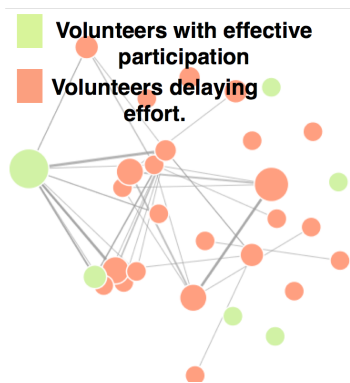 Volunteers with effective
participation
Volunteers delaying
effort.